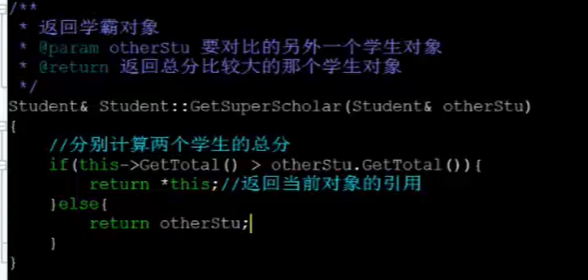 /**
 * 返回学霸对象
 * @param otherStu 要对比的另外一个学生对象
 * @return 返回总分比较大的那个学生对象
 */
Student& Student::GetSuperScholar(Student& otherStu)
{
    //分别计算两个学生的总分
    if(this->GetTotal() > otherStu.GetTotal()){
        return *this;//返回当前对象的引用
    }else{
        return otherStu;
    }
}